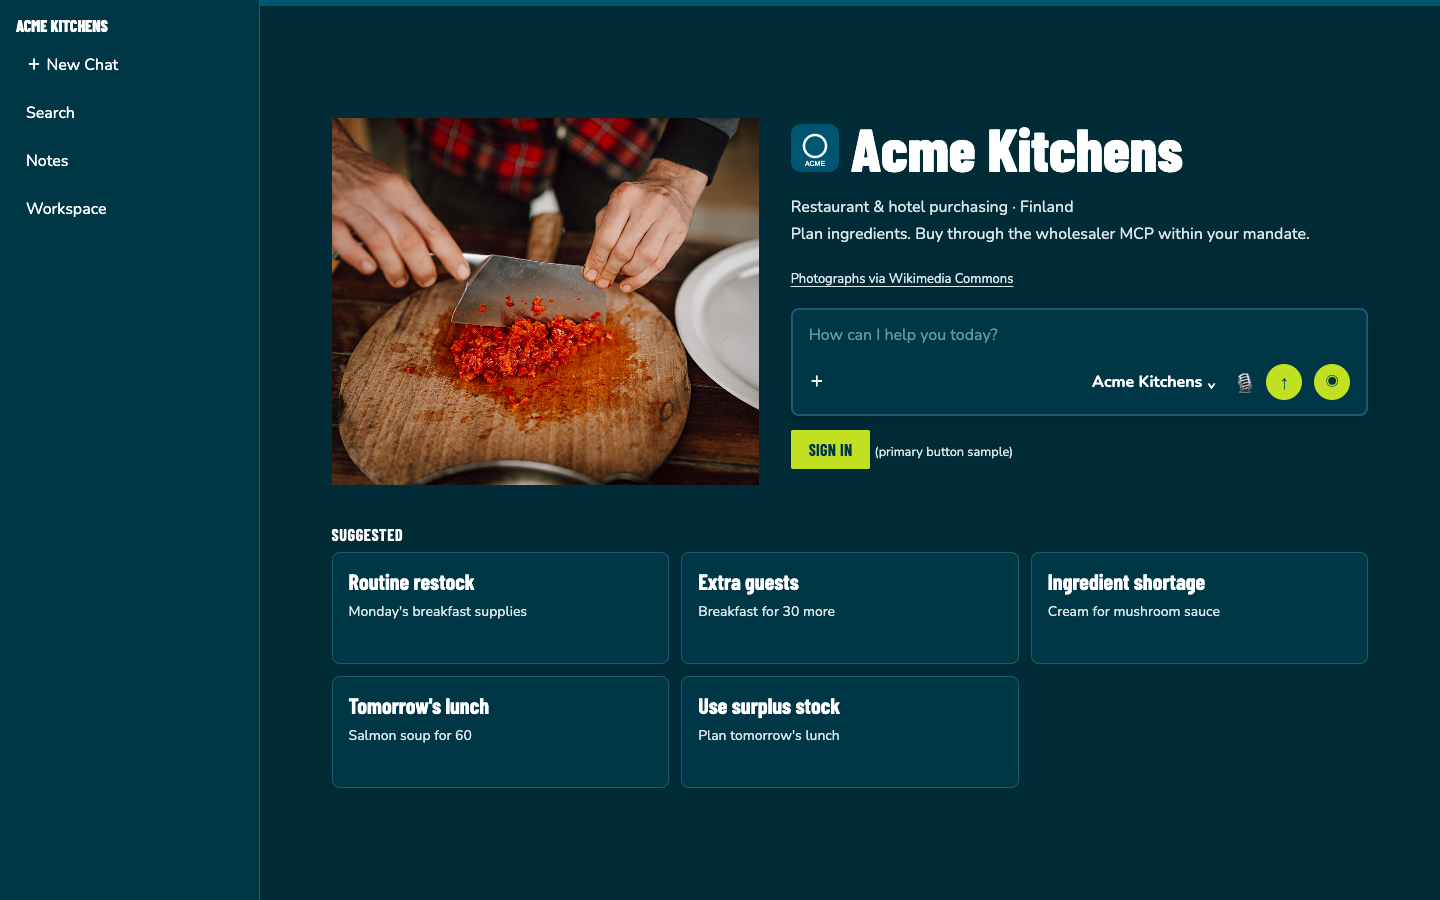 ACME KITCHENS
+ New Chat
Search
Notes
Workspace
ACME
Acme Kitchens
Restaurant & hotel purchasing · Finland
Plan ingredients. Buy through the wholesaler MCP within your mandate.
Photographs via Wikimedia Commons
How can I help you today?
+ Acme Kitchens
SIGN IN (primary button sample)
SUGGESTED
Routine restock
Monday's breakfast supplies
Extra guests
Breakfast for 30 more
Ingredient shortage
Cream for mushroom sauce
Tomorrow's lunch
Salmon soup for 60
Use surplus stock
Plan tomorrow's lunch